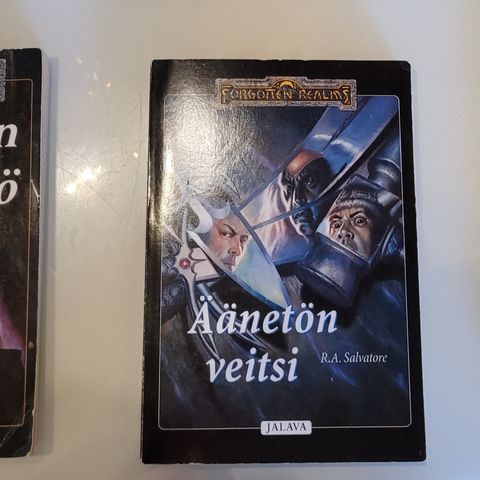 FORGOTTEN REALMS
Äänetön
veitsi
R.A. Salvatore
JALAVA
n
ö